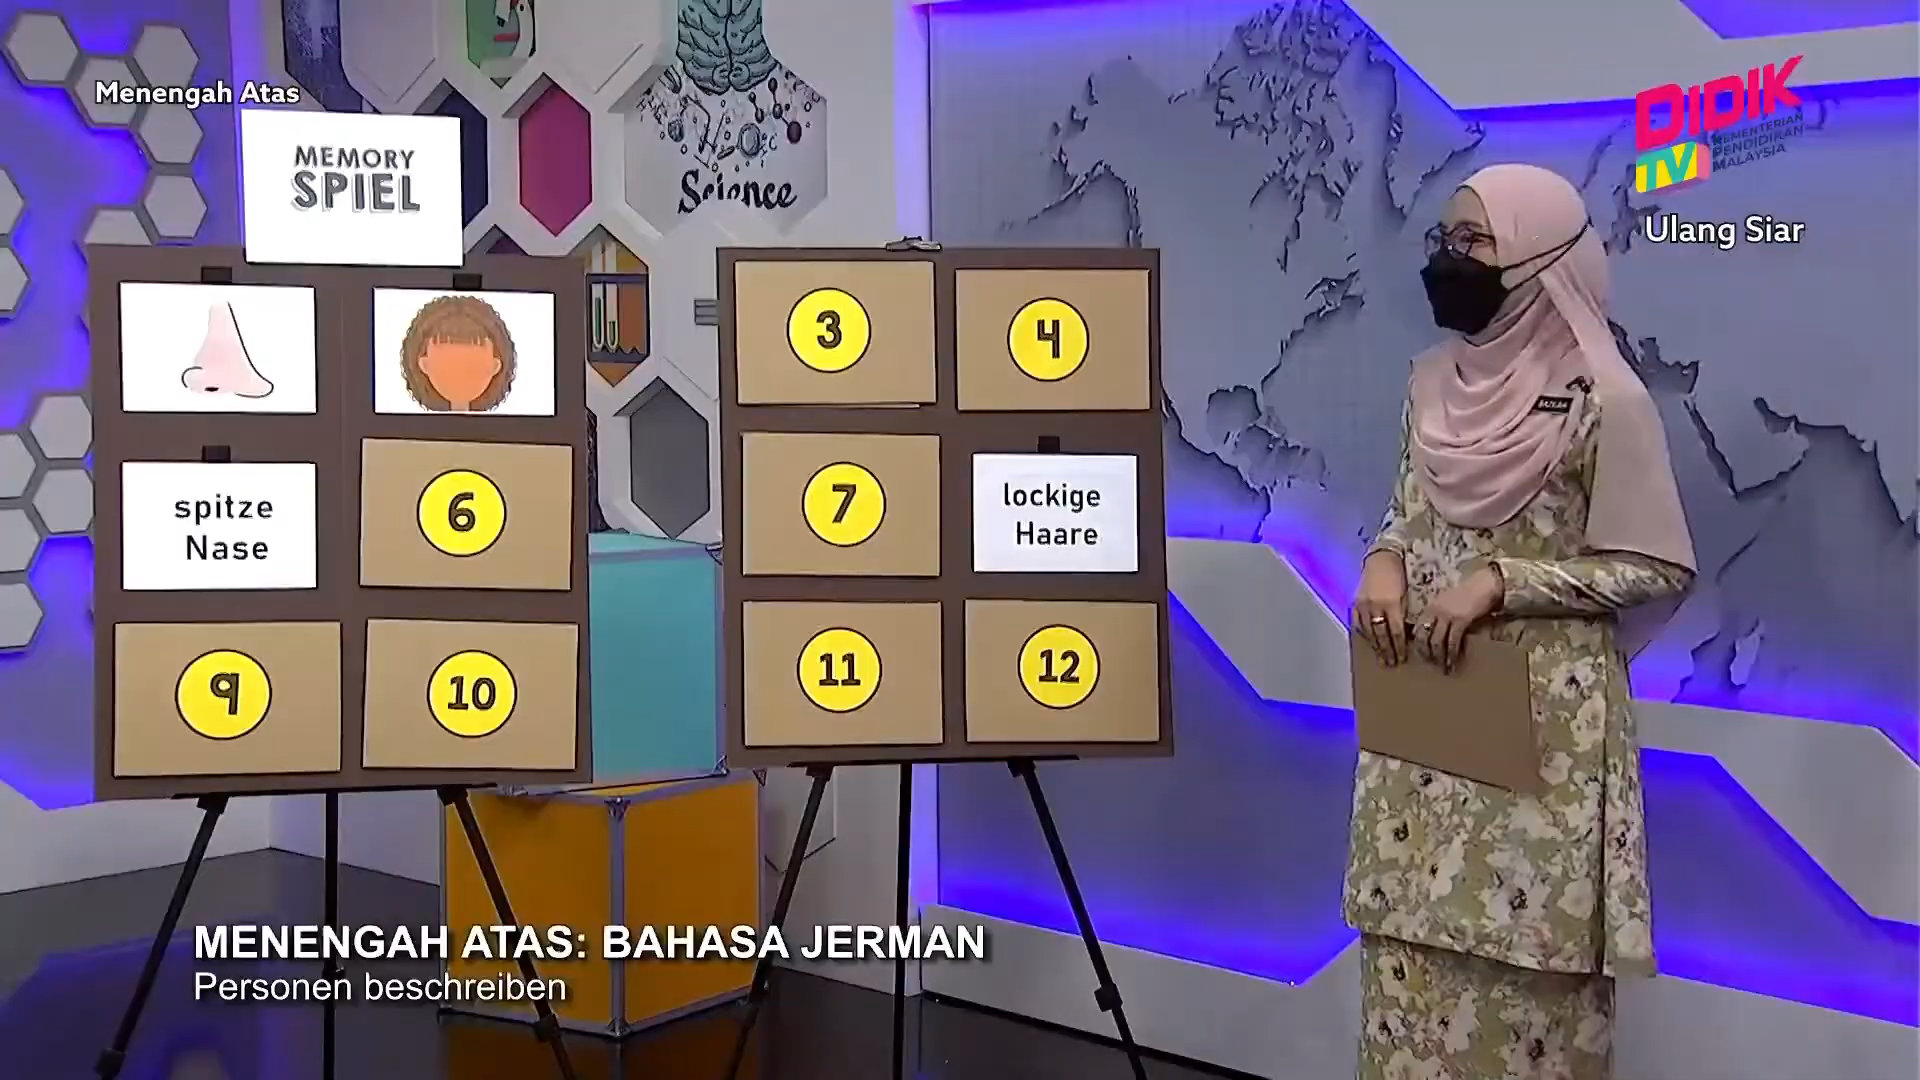 Menengah Atas
MEMORY
SPIEL
Science
DIDIK
TV
KEMENTERIAN
PENDIDIKAN
MALAYSIA
Ulang Siar
3
4
spitze
Nase
6
7
lockige
Haare
9
10
11
12
MENENGAH ATAS: BAHASA JERMAN
Personen beschreiben